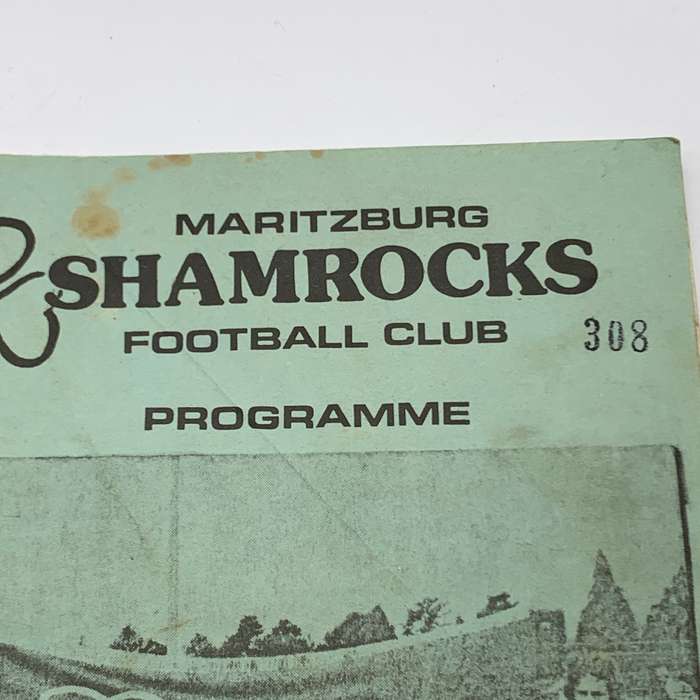 MARITZBURG
SHAMROCKS
FOOTBALL CLUB
308
PROGRAMME